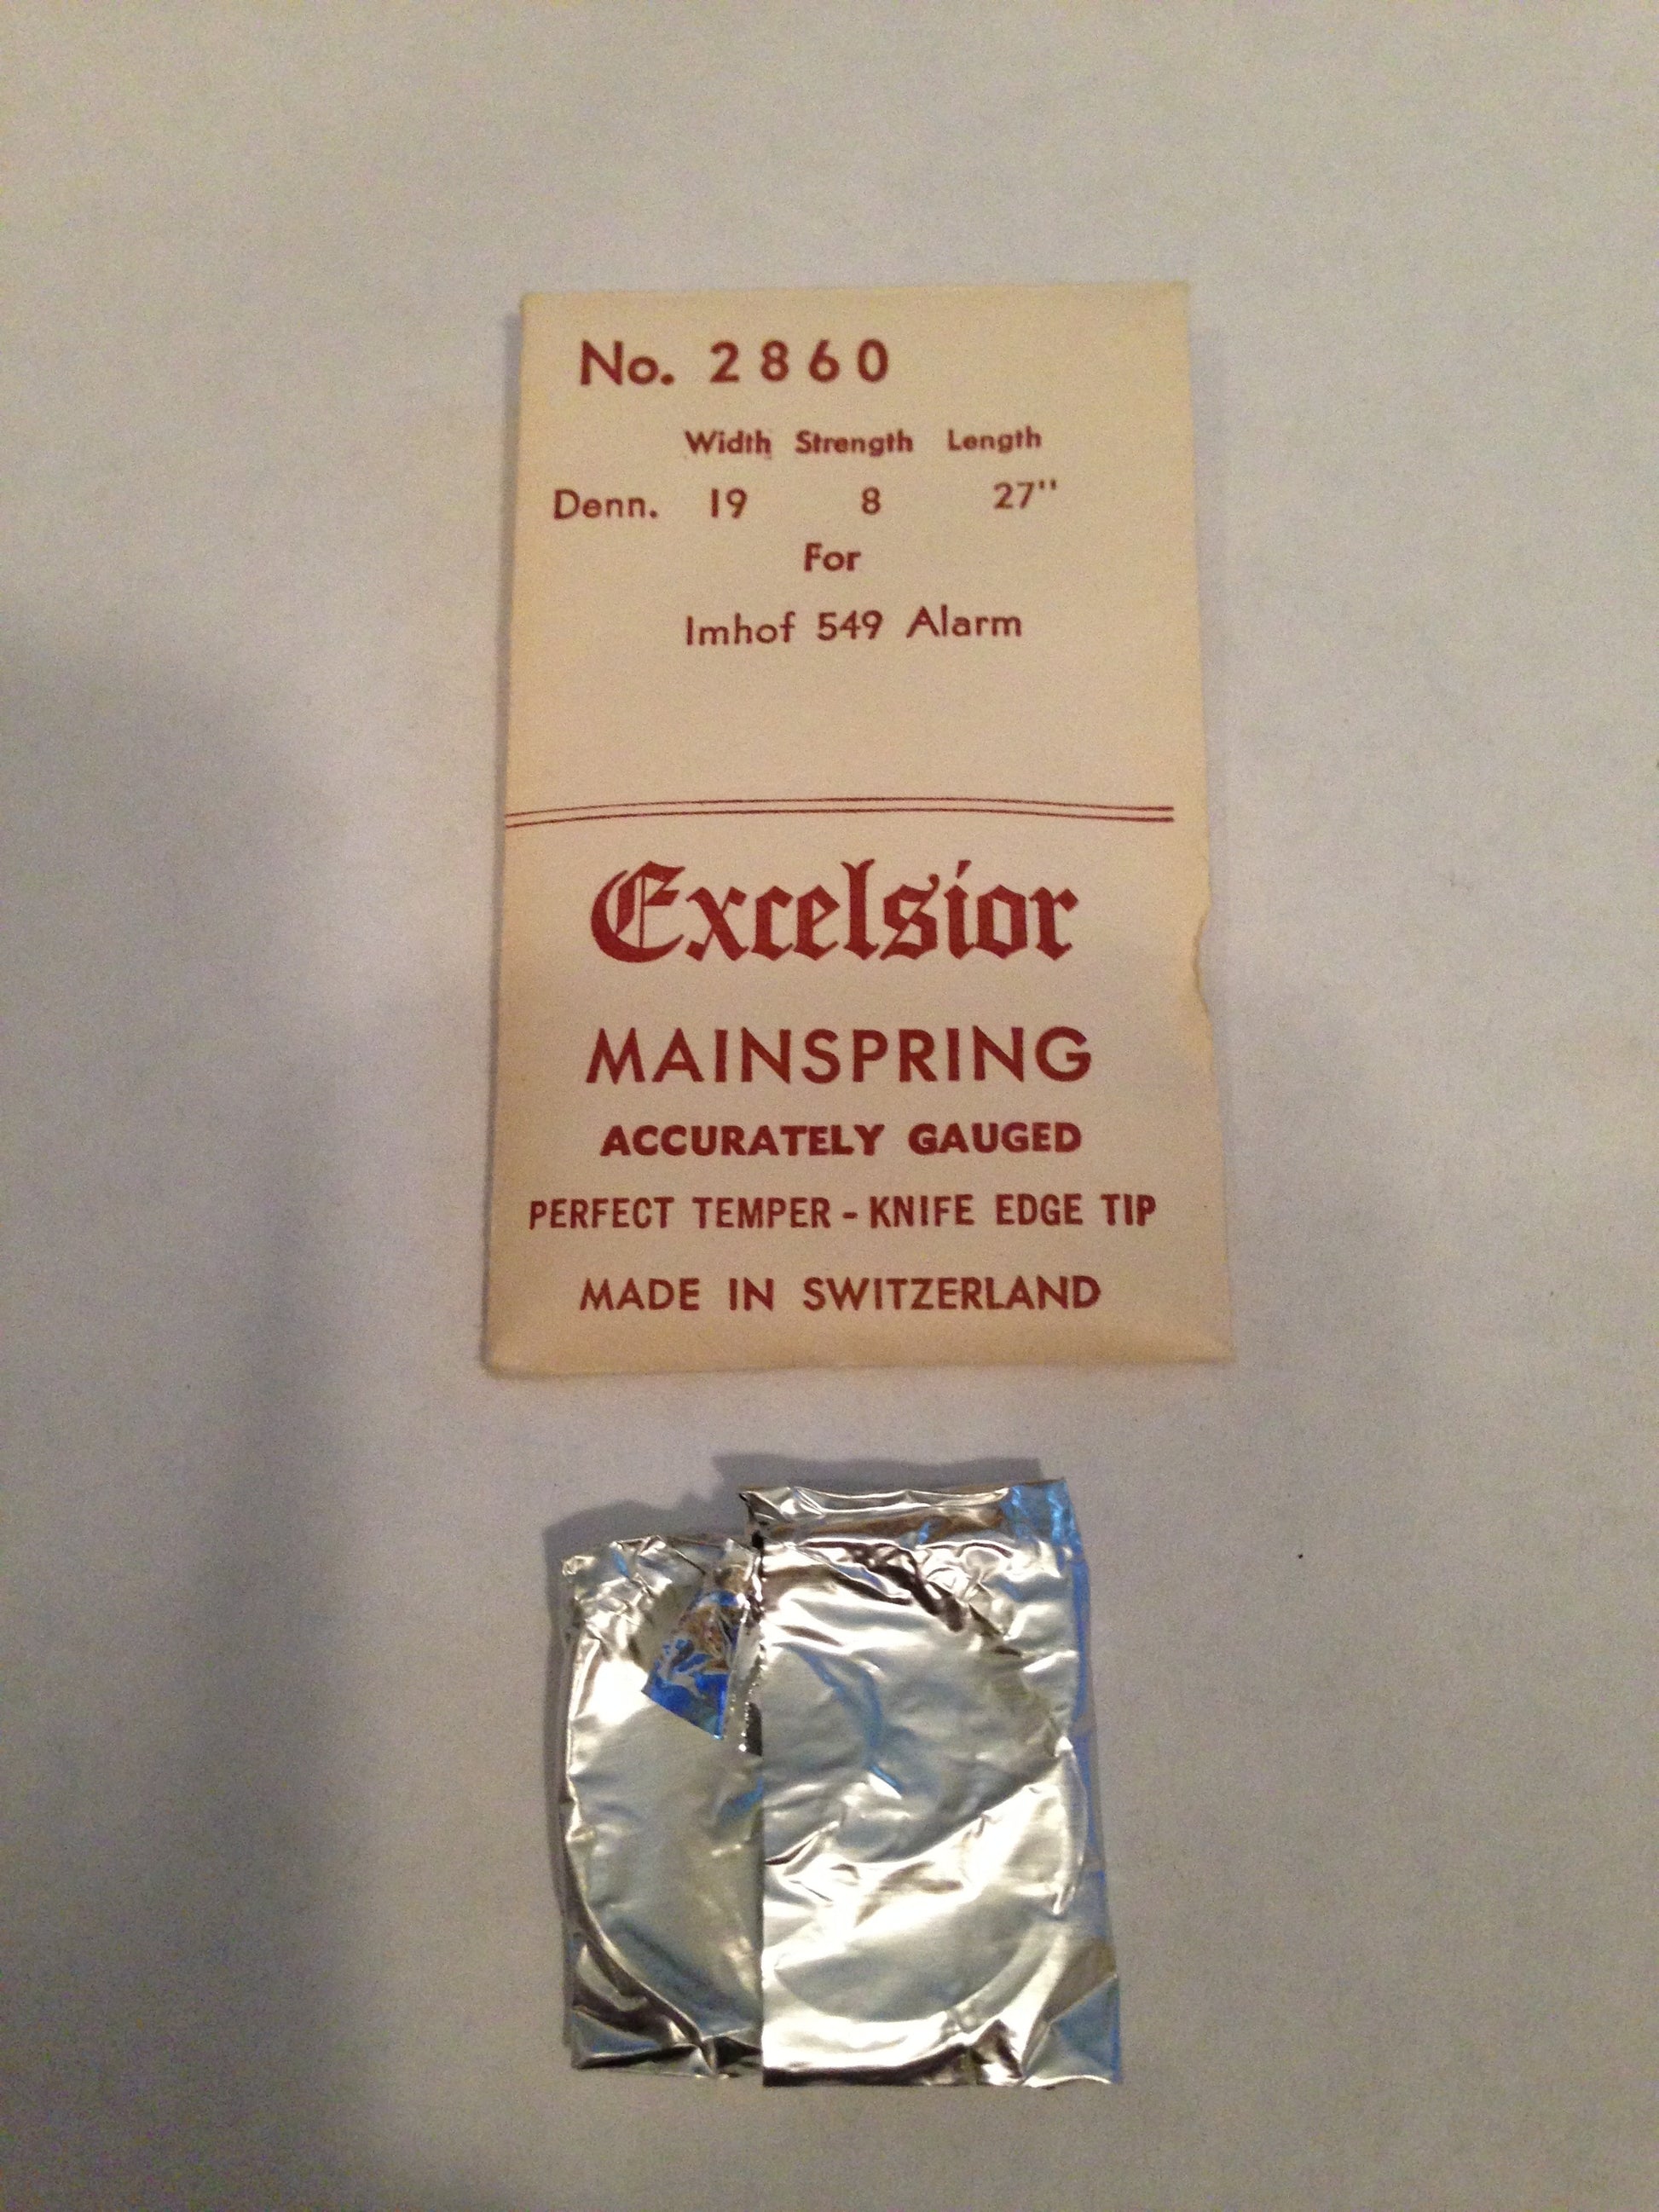 No. 2860
Width Strength Length
Denn. 19 8 27"
For
Imhof 549 Alarm
Excelsior
MAINSPRING
ACCURATELY GAUGED
PERFECT TEMPER - KNIFE EDGE TIP
MADE IN SWITZERLAND